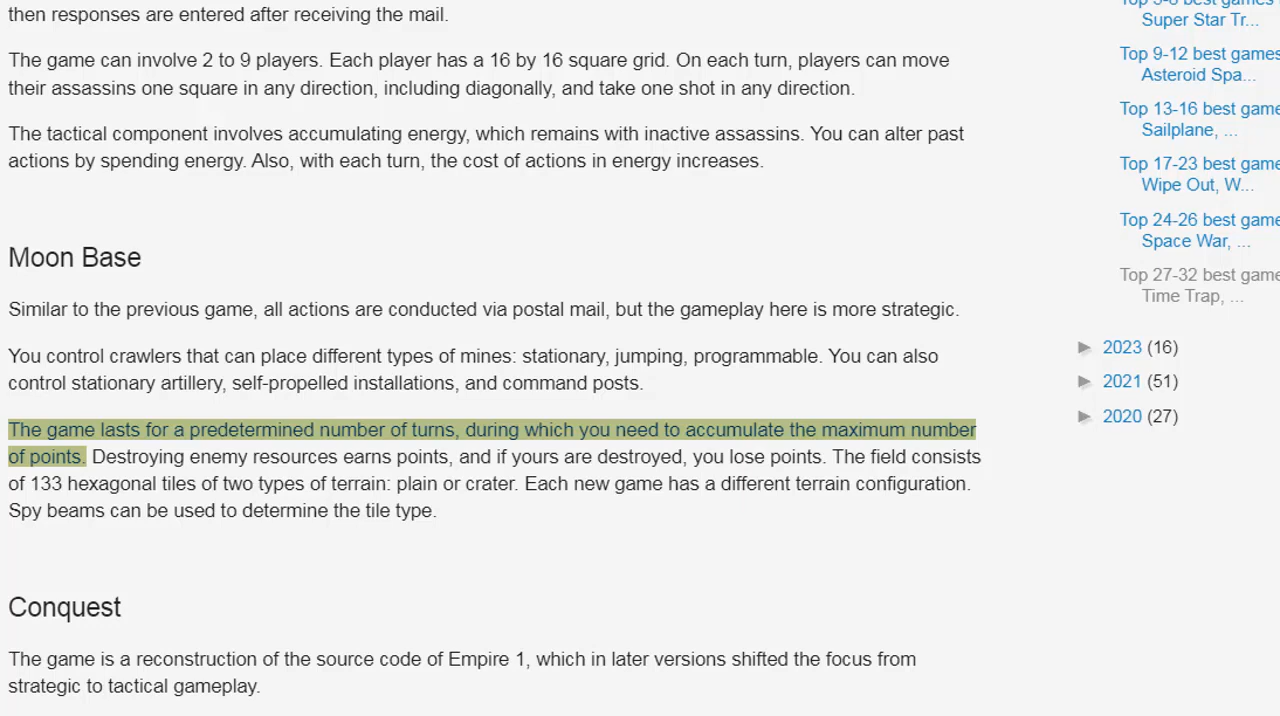 then responses are entered after receiving the mail.
The game can involve 2 to 9 players. Each player has a 16 by 16 square grid. On each turn, players can move
their assassins one square in any direction, including diagonally, and take one shot in any direction.
The tactical component involves accumulating energy, which remains with inactive assassins. You can alter past
actions by spending energy. Also, with each turn, the cost of actions in energy increases.
Moon Base
Similar to the previous game, all actions are conducted via postal mail, but the gameplay here is more strategic.
You control crawlers that can place different types of mines: stationary, jumping, programmable. You can also
control stationary artillery, self-propelled installations, and command posts.
The game lasts for a predetermined number of turns, during which you need to accumulate the maximum number
of points. Destroying enemy resources earns points, and if yours are destroyed, you lose points. The field consists
of 133 hexagonal tiles of two types of terrain: plain or crater. Each new game has a different terrain configuration.
Spy beams can be used to determine the tile type.
Conquest
The game is a reconstruction of the source code of Empire 1, which in later versions shifted the focus from
strategic to tactical gameplay.
Super Star Tr...
Top 9-12 best games
Asteroid Spa...
Top 13-16 best game
Sailplane, ...
Top 17-23 best game
Wipe Out, W...
Top 24-26 best game
Space War, ...
Top 27-32 best game
Time Trap, ...
► 2023 (16)
► 2021 (51)
► 2020 (27)